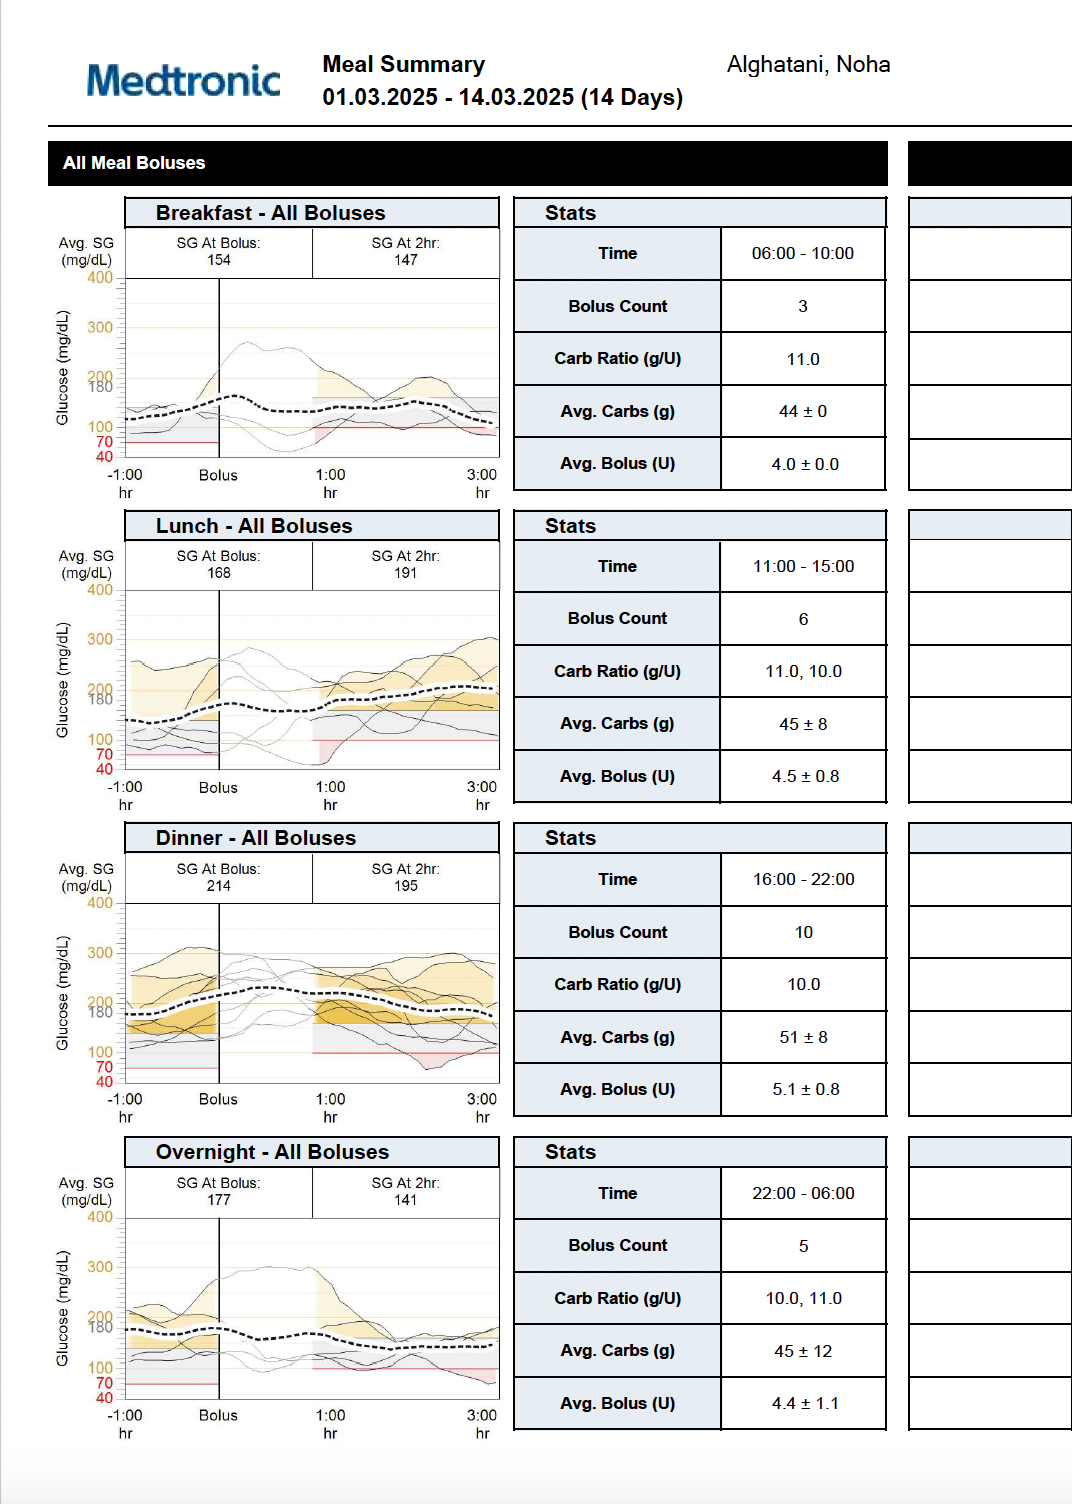 Medtronic
Meal Summary
01.03.2025 - 14.03.2025 (14 Days)
Alghatani, Noha
All Meal Boluses
Breakfast - All Boluses
Avg. SG
(mg/dL)
SG At Bolus:
154
SG At 2hr:
147
Glucose (mg/dL)
400
300
200
180
100
70
40
-1:00
hr
Bolus
1:00
hr
3:00
hr
Stats
Time 06:00 - 10:00
Bolus Count 3
Carb Ratio (g/U) 11.0
Avg. Carbs (g) 44 ± 0
Avg. Bolus (U) 4.0 ± 0.0
Lunch - All Boluses
Avg. SG
(mg/dL)
SG At Bolus:
168
SG At 2hr:
191
Glucose (mg/dL)
400
300
200
180
100
70
40
-1:00
hr
Bolus
1:00
hr
3:00
hr
Stats
Time 11:00 - 15:00
Bolus Count 6
Carb Ratio (g/U) 11.0, 10.0
Avg. Carbs (g) 45 ± 8
Avg. Bolus (U) 4.5 ± 0.8
Dinner - All Boluses
Avg. SG
(mg/dL)
SG At Bolus:
214
SG At 2hr:
195
Glucose (mg/dL)
400
300
200
180
100
70
40
-1:00
hr
Bolus
1:00
hr
3:00
hr
Stats
Time 16:00 - 22:00
Bolus Count 10
Carb Ratio (g/U) 10.0
Avg. Carbs (g) 51 ± 8
Avg. Bolus (U) 5.1 ± 0.8
Overnight - All Boluses
Avg. SG
(mg/dL)
SG At Bolus:
177
SG At 2hr:
141
Glucose (mg/dL)
400
300
200
180
100
70
40
-1:00
hr
Bolus
1:00
hr
3:00
hr
Stats
Time 22:00 - 06:00
Bolus Count 5
Carb Ratio (g/U) 10.0, 11.0
Avg. Carbs (g) 45 ± 12
Avg. Bolus (U) 4.4 ± 1.1